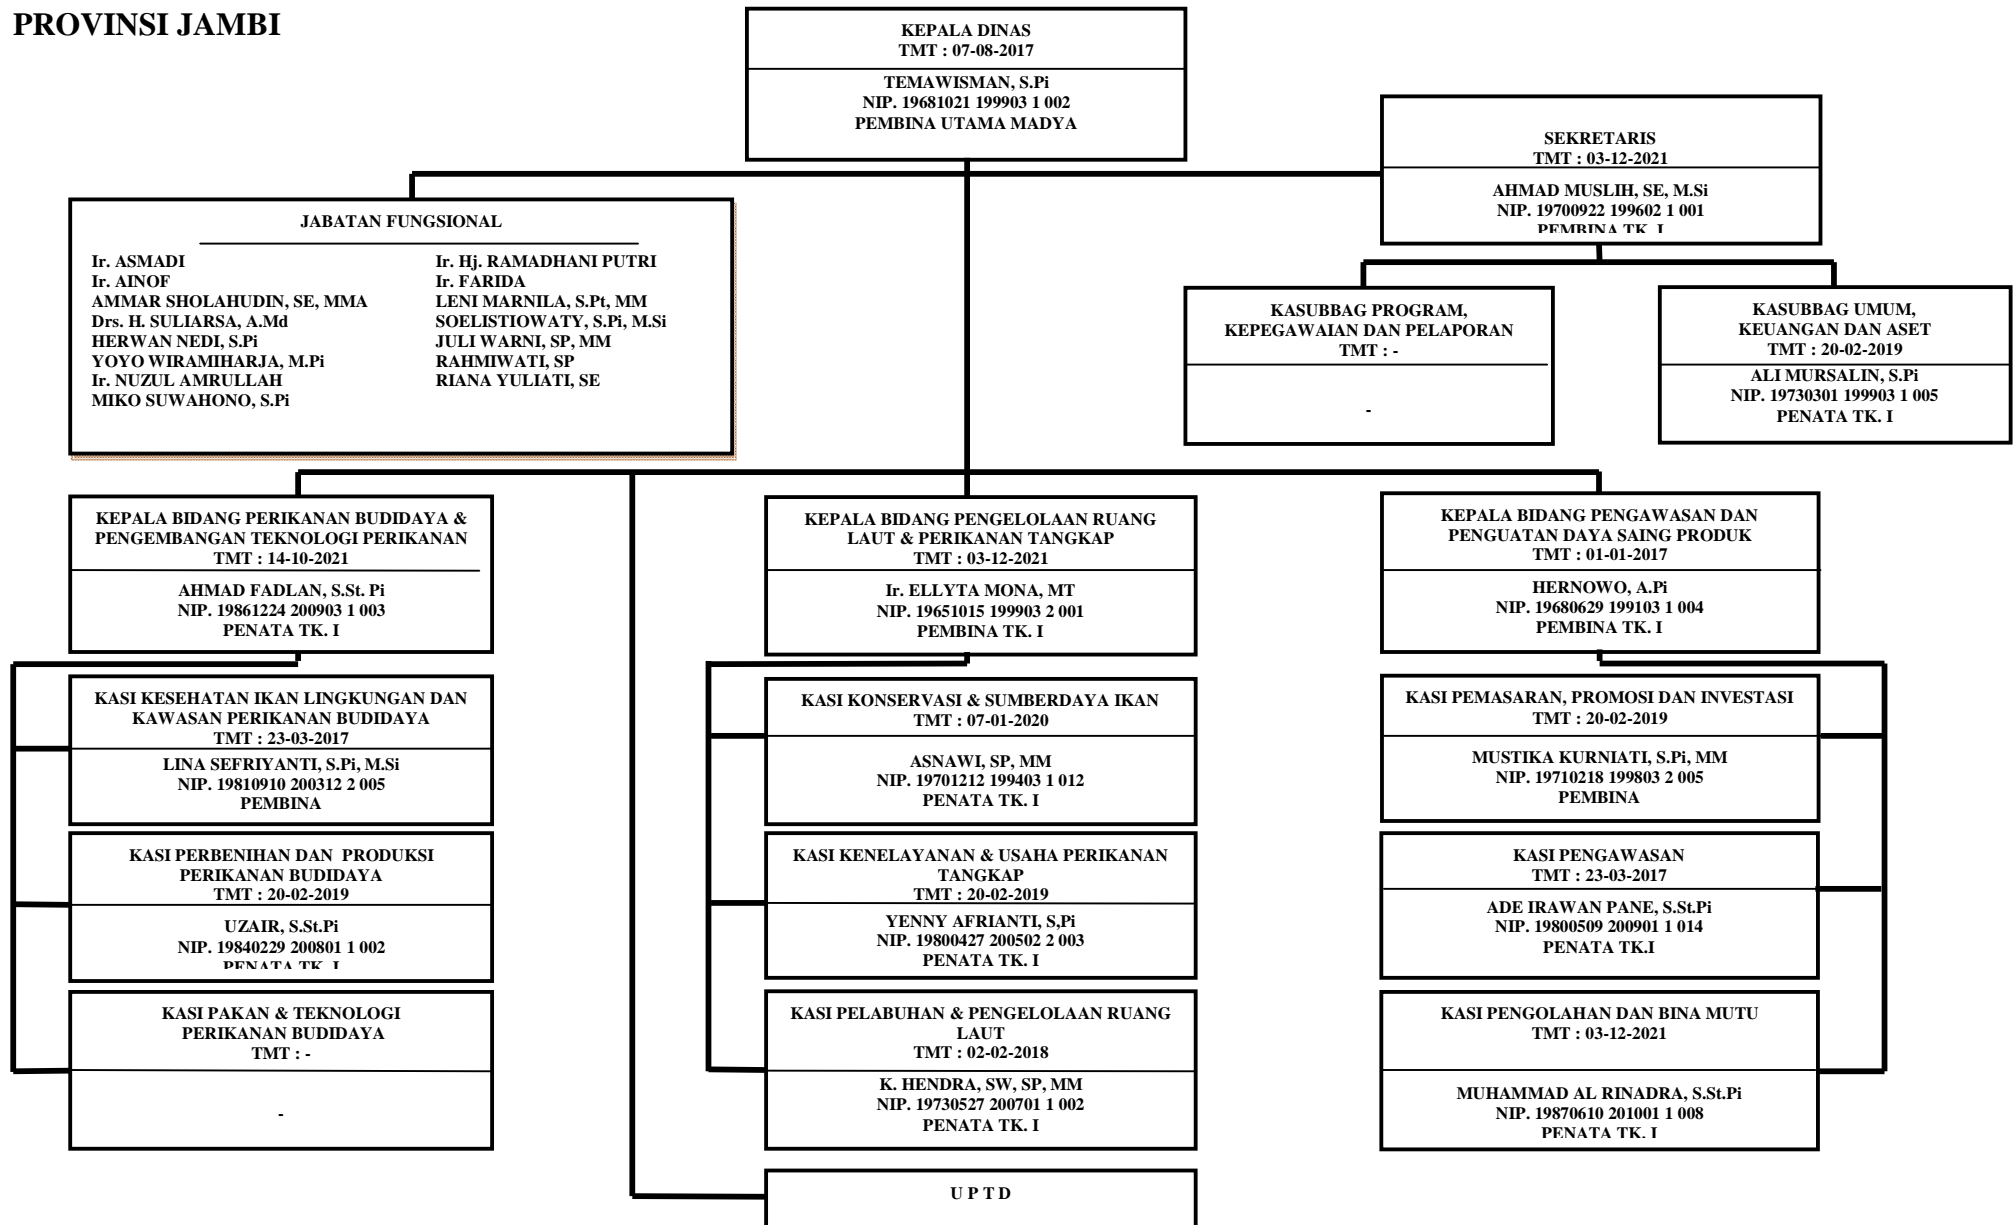 PROVINSI JAMBI
KEPALA DINAS
TMT : 07-08-2017
TEMAWISMAN, S.Pi
NIP. 19681021 199903 1 002
PEMBINA UTAMA MADYA
SEKRETARIS
TMT : 03-12-2021
AHMAD MUSLIH, SE, M.Si
NIP. 19700922 199602 1 001
PEMBINA TK. I
JABATAN FUNGSIONAL
Ir. ASMADI
Ir. AINOF
AMMAR SHOLAHUDIN, SE, MMA
Drs. H. SULIARSA, A.Md
HERWAN NEDI, S.Pi
YOYO WIRAMIHARJA, M.Pi
Ir. NUZUL AMRULLAH
MIKO SUWAHONO, S.Pi
Ir. Hj. RAMADHANI PUTRI
Ir. FARIDA
LENI MARNILA, S.Pt, MM
SOELISTIOWATY, S.Pi, M.Si
JULI WARNI, SP, MM
RAHMIWATI, SP
RIANA YULIATI, SE
KASUBBAG PROGRAM,
KEPEGAWAIAN DAN PELAPORAN
TMT : -
-
KASUBBAG UMUM,
KEUANGAN DAN ASET
TMT : 20-02-2019
ALI MURSALIN, S.Pi
NIP. 19730301 199903 1 005
PENATA TK. I
KEPALA BIDANG PERIKANAN BUDIDAYA &
PENGEMBANGAN TEKNOLOGI PERIKANAN
TMT : 14-10-2021
AHMAD FADLAN, S.St. Pi
NIP. 19861224 200903 1 003
PENATA TK. I
KEPALA BIDANG PENGELOLAAN RUANG
LAUT & PERIKANAN TANGKAP
TMT : 03-12-2021
Ir. ELLYTA MONA, MT
NIP. 19651015 199903 2 001
PEMBINA TK. I
KEPALA BIDANG PENGAWASAN DAN
PENGUATAN DAYA SAING PRODUK
TMT : 01-01-2017
HERNOWO, A.Pi
NIP. 19680629 199103 1 004
PEMBINA TK. I
KASI KESEHATAN IKAN LINGKUNGAN DAN
KAWASAN PERIKANAN BUDIDAYA
TMT : 23-03-2017
LINA SEFRIYANTI, S.Pi, M.Si
NIP. 19810910 200312 2 005
PEMBINA
KASI KONSERVASI & SUMBERDAYA IKAN
TMT : 07-01-2020
ASNAWI, SP, MM
NIP. 19701212 199403 1 012
PENATA TK. I
KASI PEMASARAN, PROMOSI DAN INVESTASI
TMT : 20-02-2019
MUSTIKA KURNIATI, S.Pi, MM
NIP. 19710218 199803 2 005
PEMBINA
KASI PERBENIHAN DAN PRODUKSI
PERIKANAN BUDIDAYA
TMT : 20-02-2019
UZAIR, S.St.Pi
NIP. 19840229 200801 1 002
PENATA TK. I
KASI KENELAYANAN & USAHA PERIKANAN
TANGKAP
TMT : 20-02-2019
YENNY AFRIANTI, S,Pi
NIP. 19800427 200502 2 003
PENATA TK. I
KASI PENGAWASAN
TMT : 23-03-2017
ADE IRAWAN PANE, S.St.Pi
NIP. 19800509 200901 1 014
PENATA TK.I
KASI PAKAN & TEKNOLOGI
PERIKANAN BUDIDAYA
TMT : -
-
KASI PELABUHAN & PENGELOLAAN RUANG
LAUT
TMT : 02-02-2018
K. HENDRA, SW, SP, MM
NIP. 19730527 200701 1 002
PENATA TK. I
KASI PENGOLAHAN DAN BINA MUTU
TMT : 03-12-2021
MUHAMMAD AL RINADRA, S.St.Pi
NIP. 19870610 201001 1 008
PENATA TK. I
U P T D